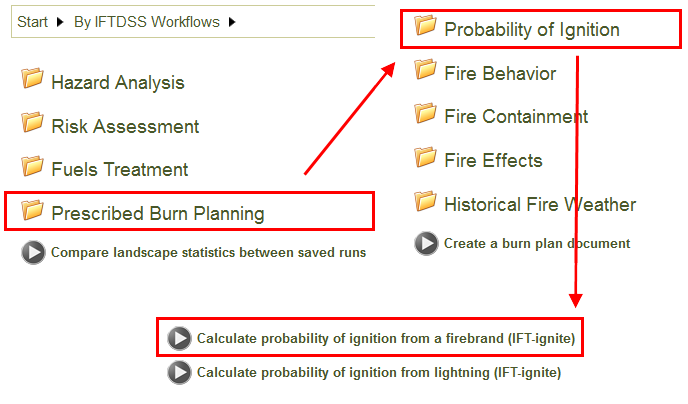 Start By IFTDSS Workflows
Hazard Analysis
Risk Assessment
Fuels Treatment
Prescribed Burn Planning
Compare landscape statistics between saved runs
Probability of Ignition
Fire Behavior
Fire Containment
Fire Effects
Historical Fire Weather
Create a burn plan document
Calculate probability of ignition from a firebrand (IFT-ignite)
Calculate probability of ignition from lightning (IFT-ignite)